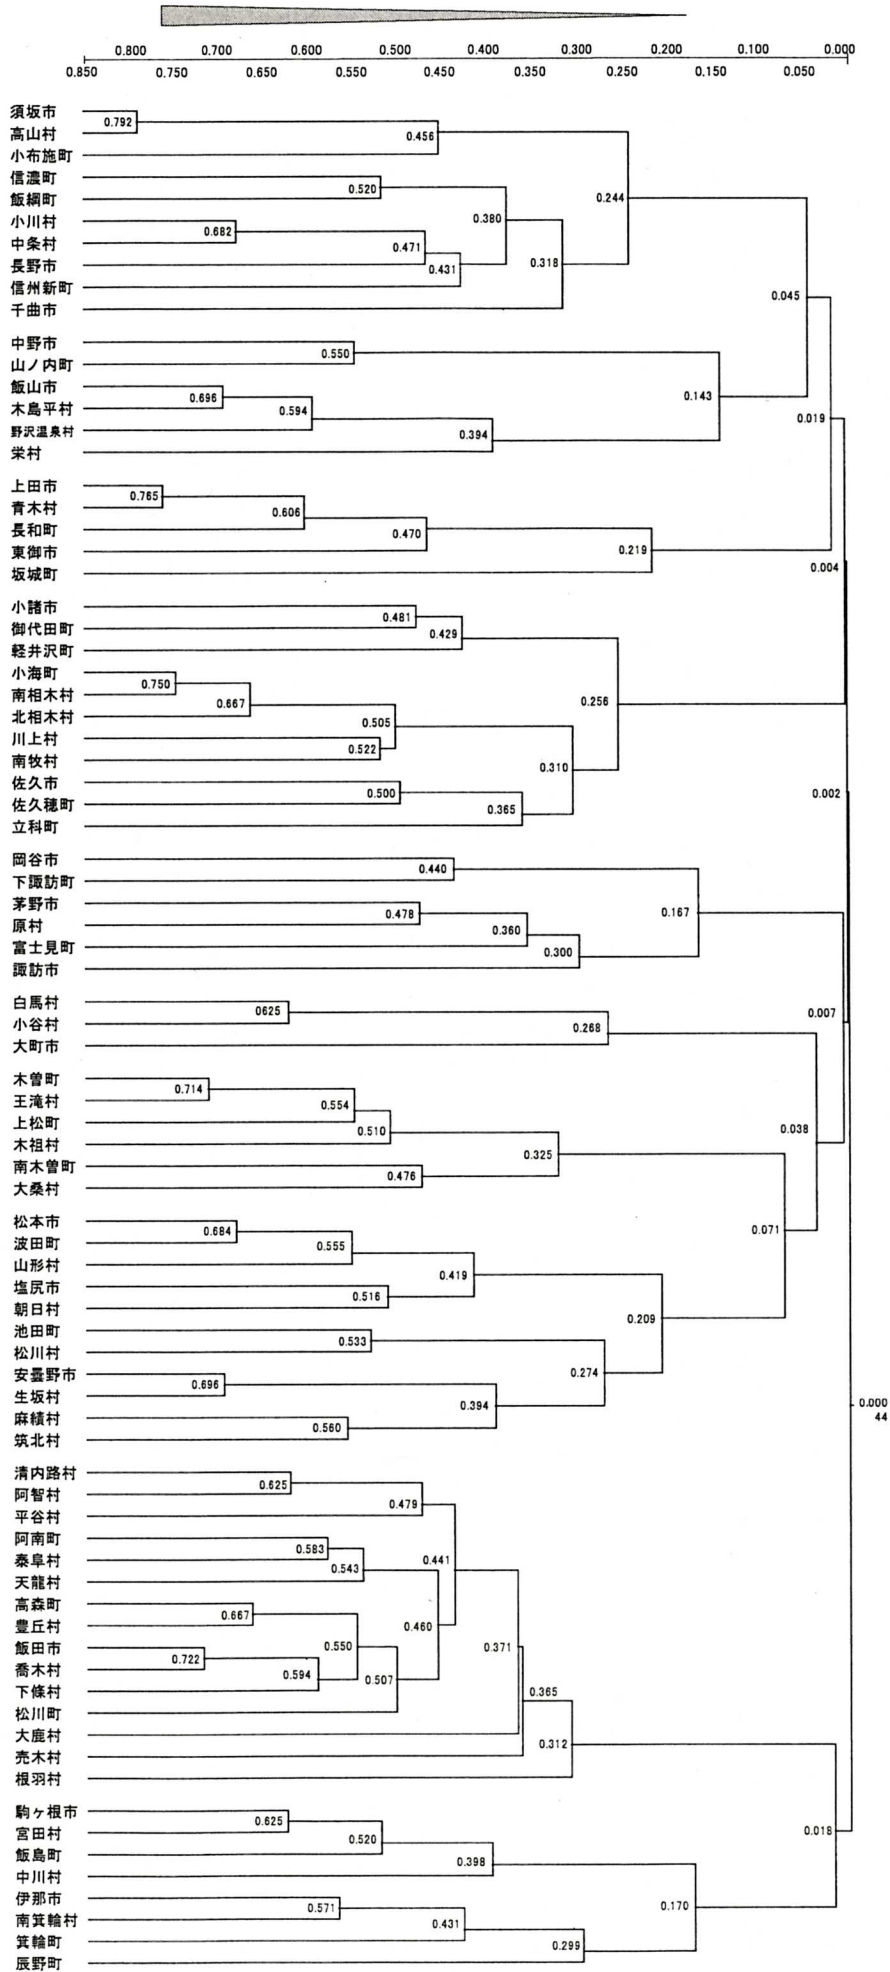 0.800 0.700 0.600 0.500 0.400 0.300 0.200 0.100 0.000
0.850 0.750 0.650 0.550 0.450 0.350 0.250 0.150 0.050
須坂市
0.792
高山村
0.456
小布施町
信濃町
0.520
飯綱町
0.244
0.380
小川村
0.682
中条村
0.471
長野市
0.431
0.318
信州新町
千曲市
0.045
中野市
0.550
山ノ内町
飯山市
0.696
0.143
木島平村
0.594
野沢温泉村
0.019
0.394
栄村
上田市
0.765
青木村
0.606
長和町
0.470
東御市
0.219
坂城町
0.004
小諸市
0.481
御代田町
0.429
軽井沢町
小海町
0.750
南相木村
0.667
0.256
北相木村
0.505
川上村
0.522
南牧村
0.310
佐久市
0.500
0.002
佐久穂町
0.365
立科町
岡谷市
0.440
下諏訪町
茅野市
0.478
0.167
原村
0.360
富士見町
0.300
諏訪市
白馬村
0625
0.007
小谷村
0.268
大町市
木曽町
0.714
王滝村
0.554
上松町
0.510
0.038
木祖村
0.325
南木曽町
0.476
大桑村
松本市
0.684
0.071
波田町
0.555
山形村
0.419
塩尻市
0.516
朝日村
0.209
池田町
0.533
松川村
0.274
安曇野市
0.696
生坂村
0.394
0.000
麻績村
44
0.560
筑北村
清内路村
0.625
阿智村
0.479
平谷村
阿南町
0.583
泰阜村
0.441
0.543
天龍村
高森町
0.667
豊丘村
0.460
飯田市
0.550
0.371
0.722
喬木村
0.594
0.507
下條村
0.365
松川町
大鹿村
0.312
売木村
根羽村
駒ヶ根市
0.625
宮田村
0.018
0.520
飯島町
0.398
中川村
伊那市
0.571
0.170
南箕輪村
0.431
箕輪町
0.299
辰野町